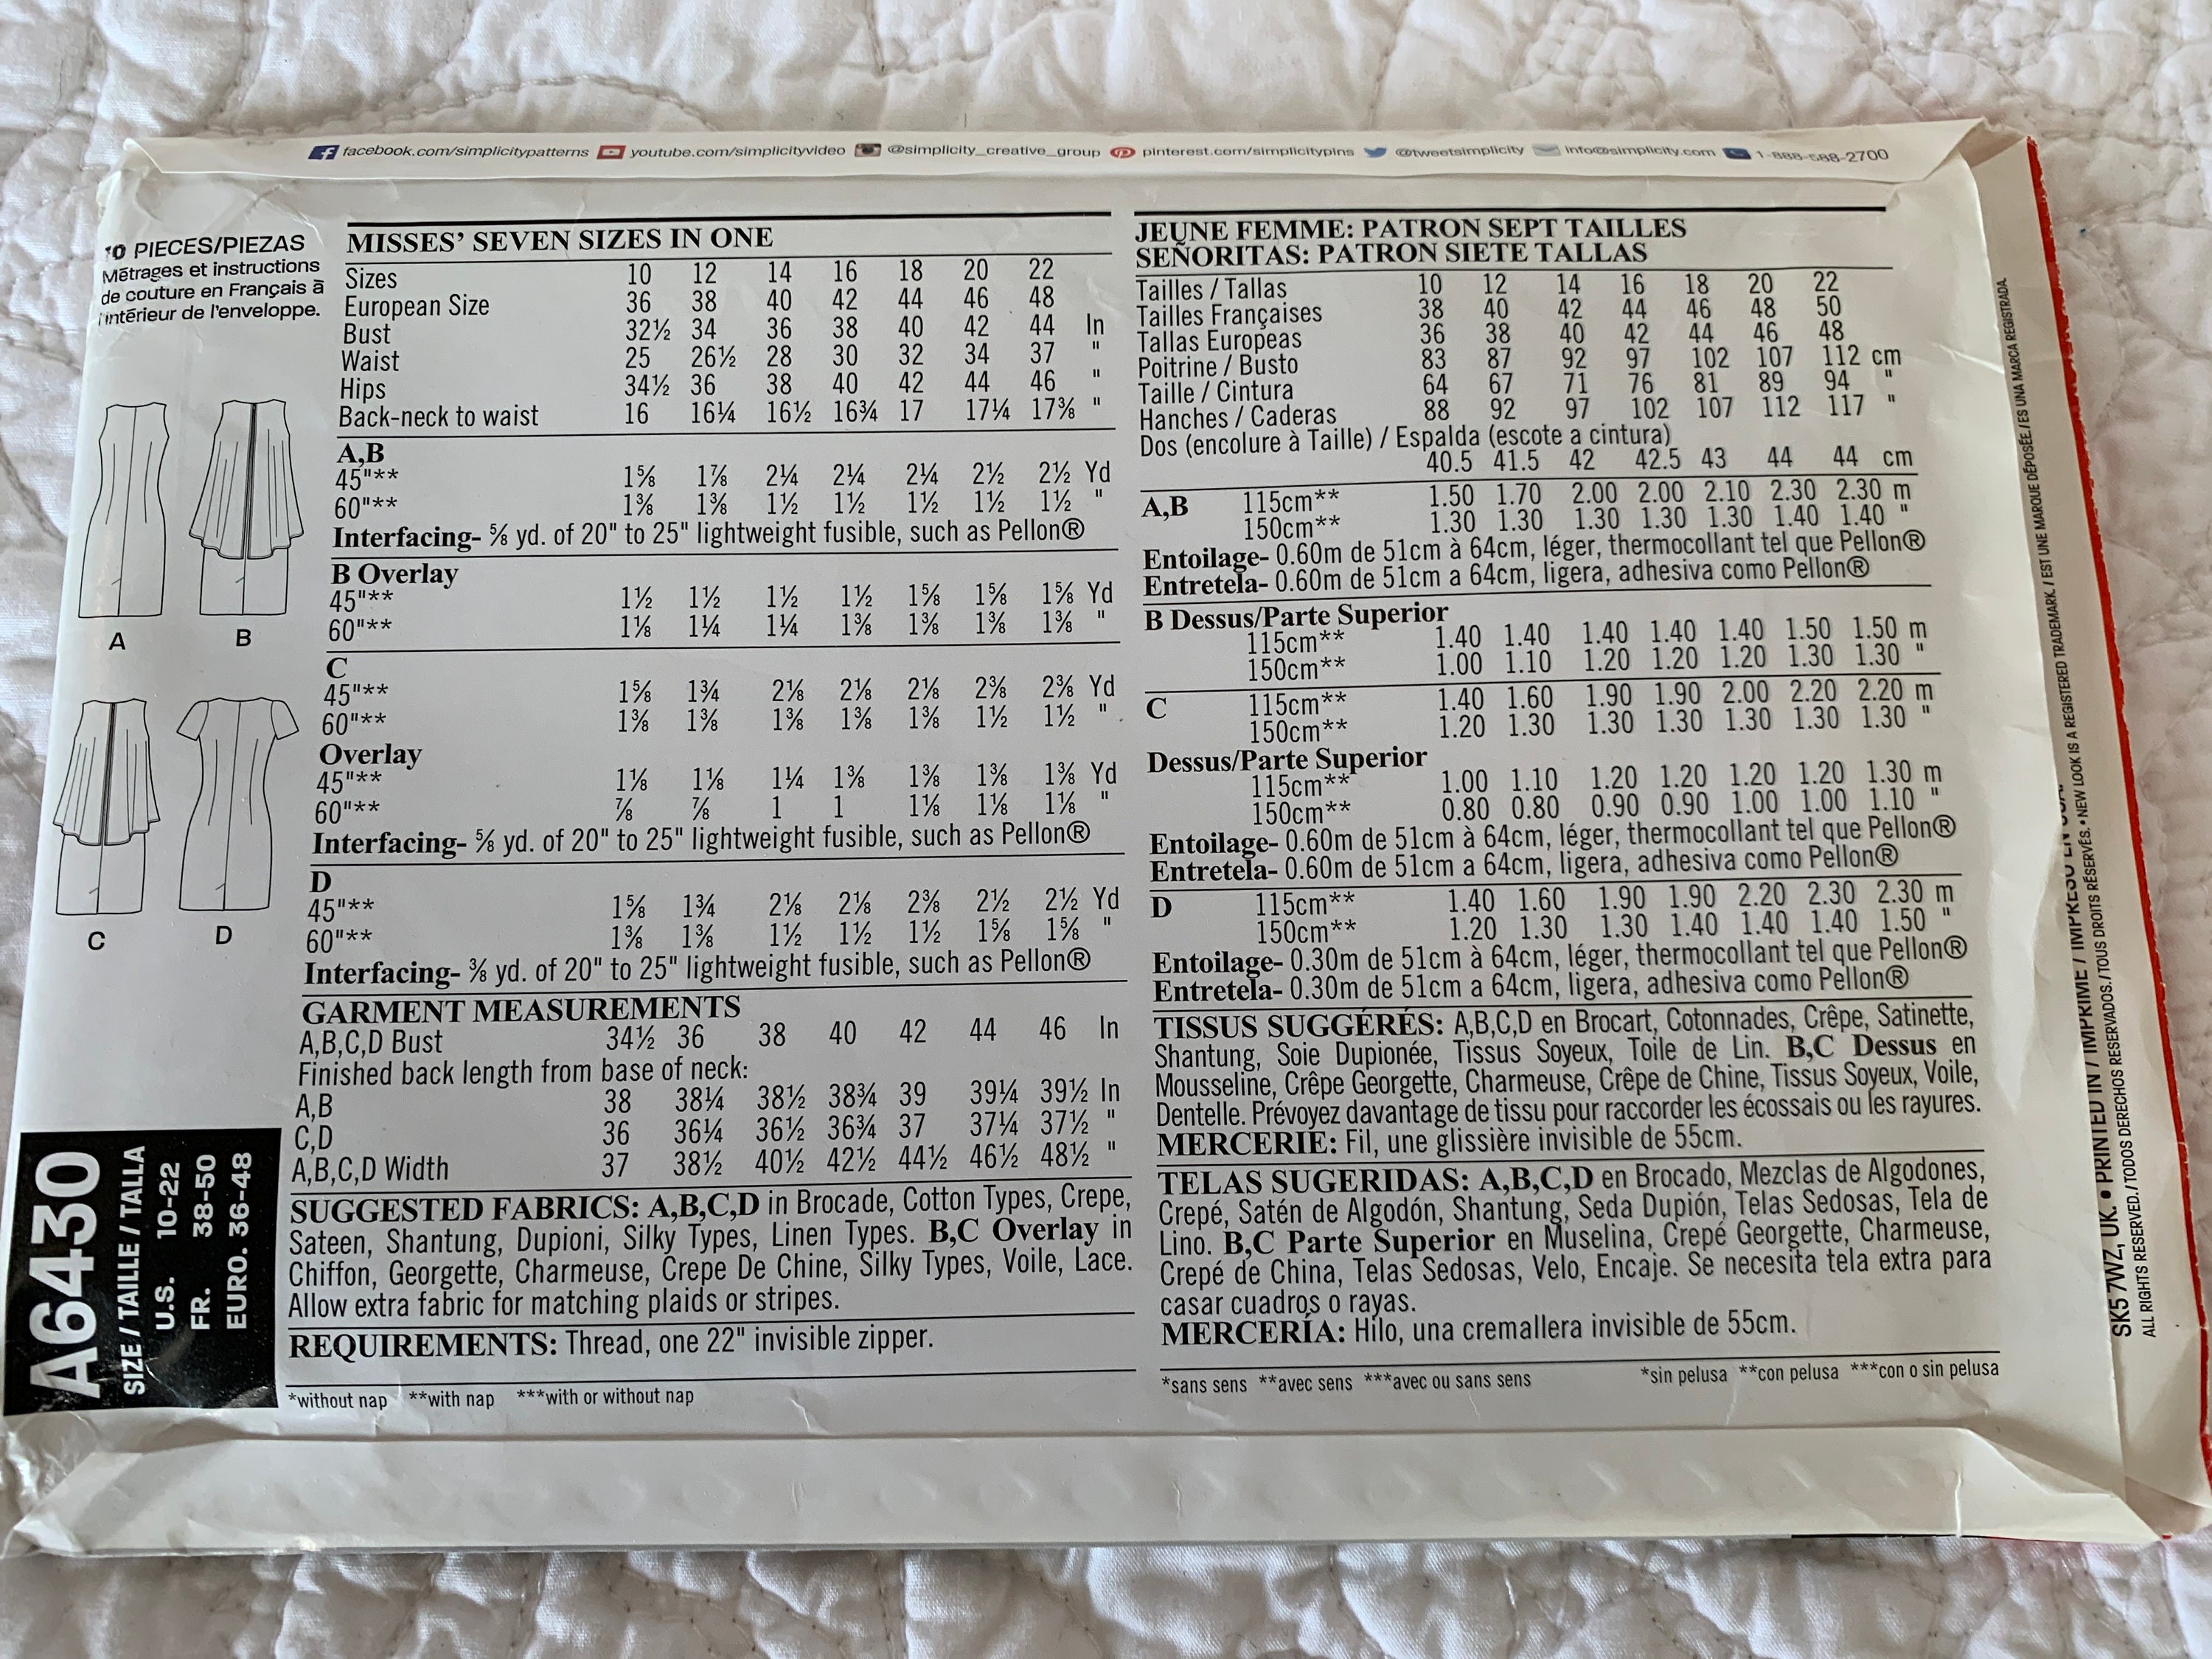 facebook.com/simplicitypatterns youtube.com/simplicityvideo @simplicity_creative_group pinterest.com/simplicitypins @tweetsimplicity info@simplicity.com 1-888-588-2700
10 PIECES/PIEZAS
Métrages et instructions
de couture en Français à
l'intérieur de l'enveloppe.
A
B
C
D
A6430
SIZE / TAILLE / TALLA
U.S. 10-22
FR. 38-50
EURO. 36-48
MISSES' SEVEN SIZES IN ONE
Sizes 10 12 14 16 18 20 22
European Size 36 38 40 42 44 46 48
Bust 32½ 34 36 38 40 42 44 In
Waist 25 26½ 28 30 32 34 37 "
Hips 34½ 36 38 40 42 44 46 "
Back-neck to waist 16 16¼ 16½ 16¾ 17 17¼ 17⅜ "
A,B
45"** 1⅝ 1⅞ 2¼ 2¼ 2¼ 2½ 2½ Yd
60"** 1⅜ 1⅜ 1½ 1½ 1½ 1½ 1½ "
Interfacing- ⅝ yd. of 20" to 25" lightweight fusible, such as Pellon®
B Overlay
45"** 1½ 1½ 1½ 1½ 1⅝ 1⅝ 1⅝ Yd
60"** 1⅛ 1¼ 1¼ 1⅜ 1⅜ 1⅜ 1⅜ "
C
45"** 1⅝ 1¾ 2⅛ 2⅛ 2⅛ 2⅜ 2⅜ Yd
60"** 1⅜ 1⅜ 1⅜ 1⅜ 1⅜ 1½ 1½ "
Overlay
45"** 1⅛ 1⅛ 1¼ 1⅜ 1⅜ 1⅜ 1⅜ Yd
60"** ⅞ ⅞ 1 1 1⅛ 1⅛ 1⅛ "
Interfacing- ⅝ yd. of 20" to 25" lightweight fusible, such as Pellon®
D
45"** 1⅝ 1¾ 2⅛ 2⅛ 2⅜ 2½ 2½ Yd
60"** 1⅜ 1⅜ 1½ 1½ 1½ 1⅝ 1⅝ "
Interfacing- ⅜ yd. of 20" to 25" lightweight fusible, such as Pellon®
GARMENT MEASUREMENTS
A,B,C,D Bust 34½ 36 38 40 42 44 46 In
Finished back length from base of neck:
A,B 38 38¼ 38½ 38¾ 39 39¼ 39½ In
C,D 36 36¼ 36½ 36¾ 37 37¼ 37½ "
A,B,C,D Width 37 38½ 40½ 42½ 44½ 46½ 48½ "
SUGGESTED FABRICS: A,B,C,D in Brocade, Cotton Types, Crepe,
Sateen, Shantung, Dupioni, Silky Types, Linen Types. B,C Overlay in
Chiffon, Georgette, Charmeuse, Crepe De Chine, Silky Types, Voile, Lace.
Allow extra fabric for matching plaids or stripes.
REQUIREMENTS: Thread, one 22" invisible zipper.
*without nap **with nap ***with or without nap
JEUNE FEMME: PATRON SEPT TAILLES
SEÑORITAS: PATRON SIETE TALLAS
Tailles / Tallas 10 12 14 16 18 20 22
Tailles Françaises 38 40 42 44 46 48 50
Tallas Europeas 36 38 40 42 44 46 48
Poitrine / Busto 83 87 92 97 102 107 112 cm
Taille / Cintura 64 67 71 76 81 89 94 "
Hanches / Caderas 88 92 97 102 107 112 117 "
Dos (encolure à Taille) / Espalda (escote a cintura)
40.5 41.5 42 42.5 43 44 44 cm
A,B 115cm** 1.50 1.70 2.00 2.00 2.10 2.30 2.30 m
150cm** 1.30 1.30 1.30 1.30 1.30 1.40 1.40 "
Entoilage- 0.60m de 51cm à 64cm, léger, thermocollant tel que Pellon®
Entretela- 0.60m de 51cm a 64cm, ligera, adhesiva como Pellon®
B Dessus/Parte Superior
115cm** 1.40 1.40 1.40 1.40 1.40 1.50 1.50 m
150cm** 1.00 1.10 1.20 1.20 1.20 1.30 1.30 "
C 115cm** 1.40 1.60 1.90 1.90 2.00 2.20 2.20 m
150cm** 1.20 1.30 1.30 1.30 1.30 1.30 1.30 "
Dessus/Parte Superior
115cm** 1.00 1.10 1.20 1.20 1.20 1.20 1.30 m
150cm** 0.80 0.80 0.90 0.90 1.00 1.00 1.10 "
Entoilage- 0.60m de 51cm à 64cm, léger, thermocollant tel que Pellon®
Entretela- 0.60m de 51cm a 64cm, ligera, adhesiva como Pellon®
D 115cm** 1.40 1.60 1.90 1.90 2.20 2.30 2.30 m
150cm** 1.20 1.30 1.30 1.40 1.40 1.40 1.50 "
Entoilage- 0.30m de 51cm à 64cm, léger, thermocollant tel que Pellon®
Entretela- 0.30m de 51cm a 64cm, ligera, adhesiva como Pellon®
TISSUS SUGGÉRÉS: A,B,C,D en Brocart, Cotonnades, Crêpe, Satinette,
Shantung, Soie Dupionée, Tissus Soyeux, Toile de Lin. B,C Dessus en
Mousseline, Crêpe Georgette, Charmeuse, Crêpe de Chine, Tissus Soyeux, Voile,
Dentelle. Prévoyez davantage de tissu pour raccorder les écossais ou les rayures.
MERCERIE: Fil, une glissière invisible de 55cm.
TELAS SUGERIDAS: A,B,C,D en Brocado, Mezclas de Algodones,
Crepé, Satén de Algodón, Shantung, Seda Dupión, Telas Sedosas, Tela de
Lino. B,C Parte Superior en Muselina, Crepé Georgette, Charmeuse,
Crepé de China, Telas Sedosas, Velo, Encaje. Se necesita tela extra para
casar cuadros o rayas.
MERCERÍA: Hilo, una cremallera invisible de 55cm.
*sans sens **avec sens ***avec ou sans sens *sin pelusa **con pelusa ***con o sin pelusa
SK5 7WZ, UK. • PRINTED IN / IMPRIMÉ / IMPRESO EN
ALL RIGHTS RESERVED./TODOS DERECHOS RESERVADOS./TOUS DROITS RÉSERVÉS. • NEW LOOK IS A REGISTERED TRADEMARK. / EST UNE MARQUE DÉPOSÉE./ ES UNA MARCA REGISTRADA.